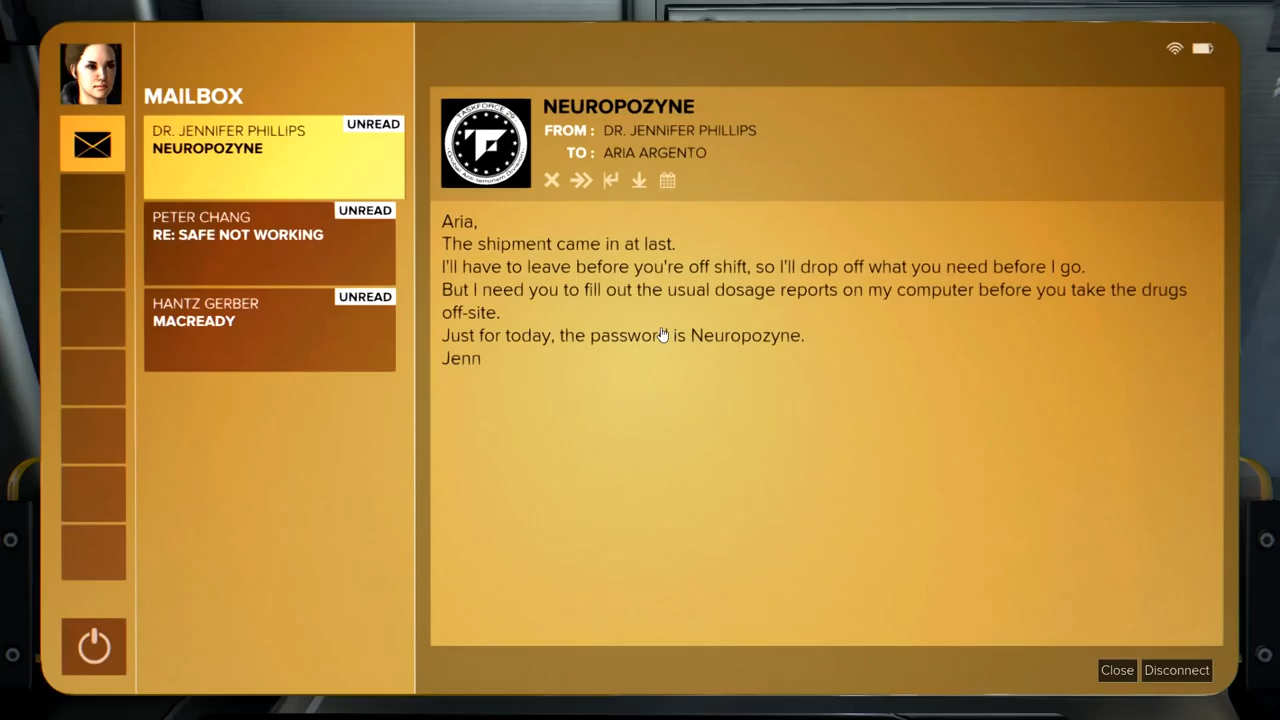 MAILBOX
DR. JENNIFER PHILLIPS
UNREAD
NEUROPOZYNE
PETER CHANG
UNREAD
RE: SAFE NOT WORKING
HANTZ GERBER
UNREAD
MACREADY
TASKFORCE 29
NEUROPOZYNE
FROM : DR. JENNIFER PHILLIPS
TO : ARIA ARGENTO
Aria,
The shipment came in at last.
I'll have to leave before you're off shift, so I'll drop off what you need before I go.
But I need you to fill out the usual dosage reports on my computer before you take the drugs
off-site.
Just for today, the password is Neuropozyne.
Jenn
Close
Disconnect